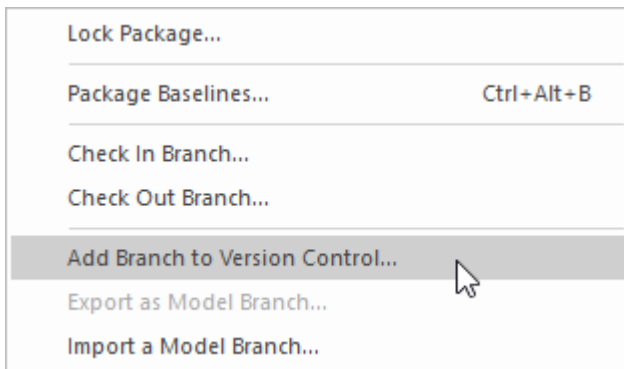 Lock Package...
Package Baselines... Ctrl+Alt+B
Check In Branch...
Check Out Branch...
Add Branch to Version Control...
Export as Model Branch...
Import a Model Branch...